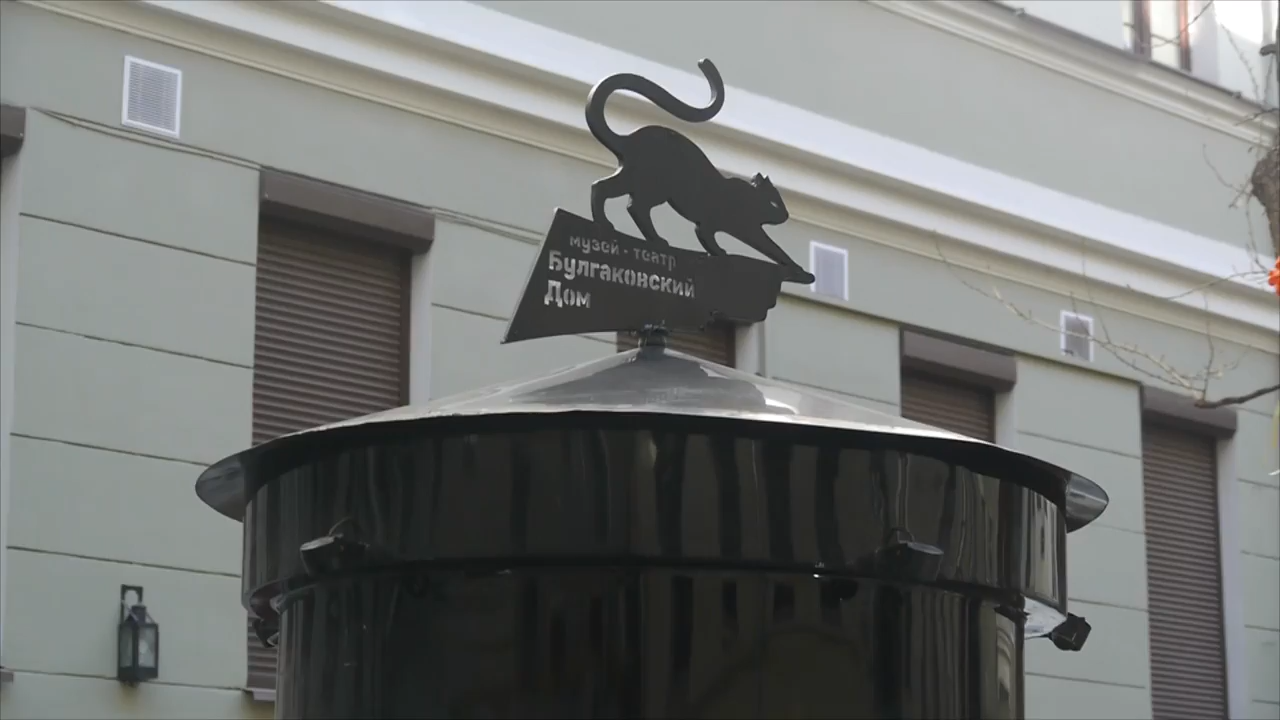 музей - театр
Булгаковский
Дом